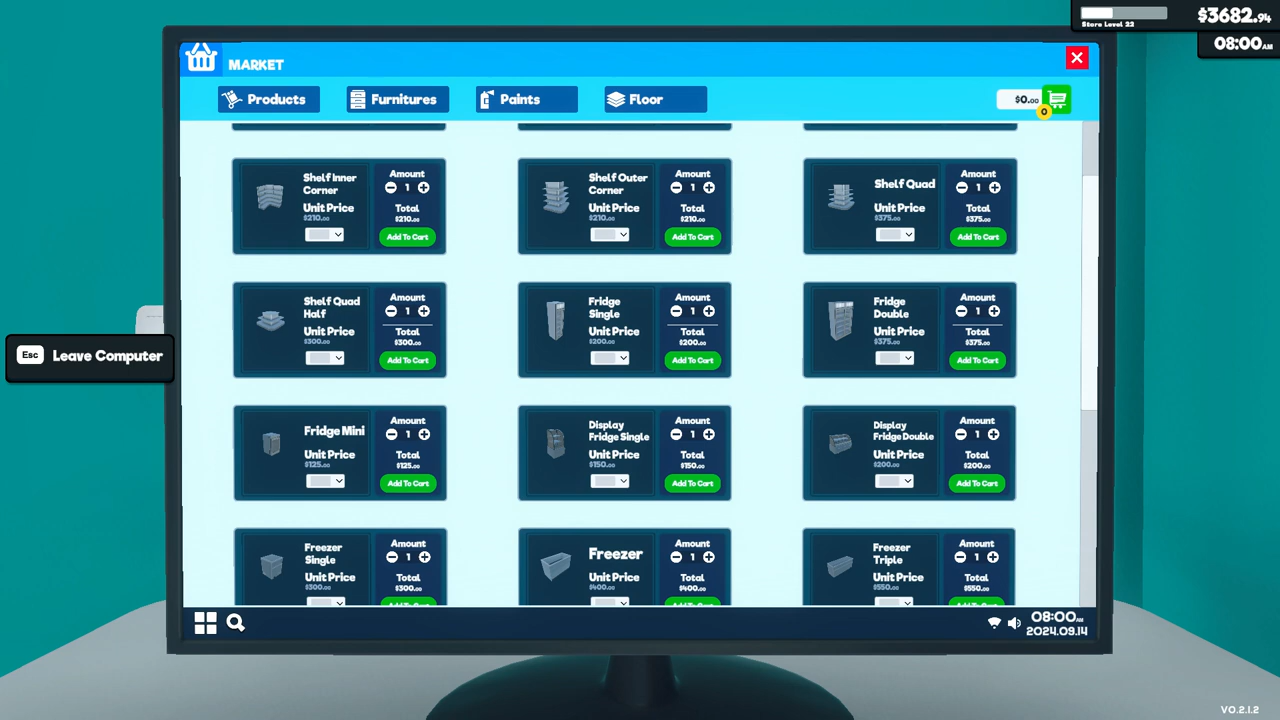 $3682.94
Store Level 22
08:00AM
MARKET
Products
Furnitures
Paints
Floor
$0.00
0
Shelf Inner
Corner
Unit Price
$210.00
Amount
1
Total
$210.00
Add To Cart
Shelf Outer
Corner
Unit Price
$210.00
Amount
1
Total
$210.00
Add To Cart
Shelf Quad
Unit Price
$375.00
Amount
1
Total
$375.00
Add To Cart
Shelf Quad
Half
Unit Price
$300.00
Amount
1
Total
$300.00
Add To Cart
Fridge
Single
Unit Price
$200.00
Amount
1
Total
$200.00
Add To Cart
Fridge
Double
Unit Price
$375.00
Amount
1
Total
$375.00
Add To Cart
Esc Leave Computer
Fridge Mini
Unit Price
$125.00
Amount
1
Total
$125.00
Add To Cart
Display
Fridge Single
Unit Price
$150.00
Amount
1
Total
$150.00
Add To Cart
Display
Fridge Double
Unit Price
$200.00
Amount
1
Total
$200.00
Add To Cart
Freezer
Single
Unit Price
$300.00
Amount
1
Total
$300.00
Add To Cart
Freezer
Unit Price
$400.00
Amount
1
Total
$400.00
Add To Cart
Freezer
Triple
Unit Price
$550.00
Amount
1
Total
$550.00
Add To Cart
08:00AM
2024.09.14
V0.2.1.2